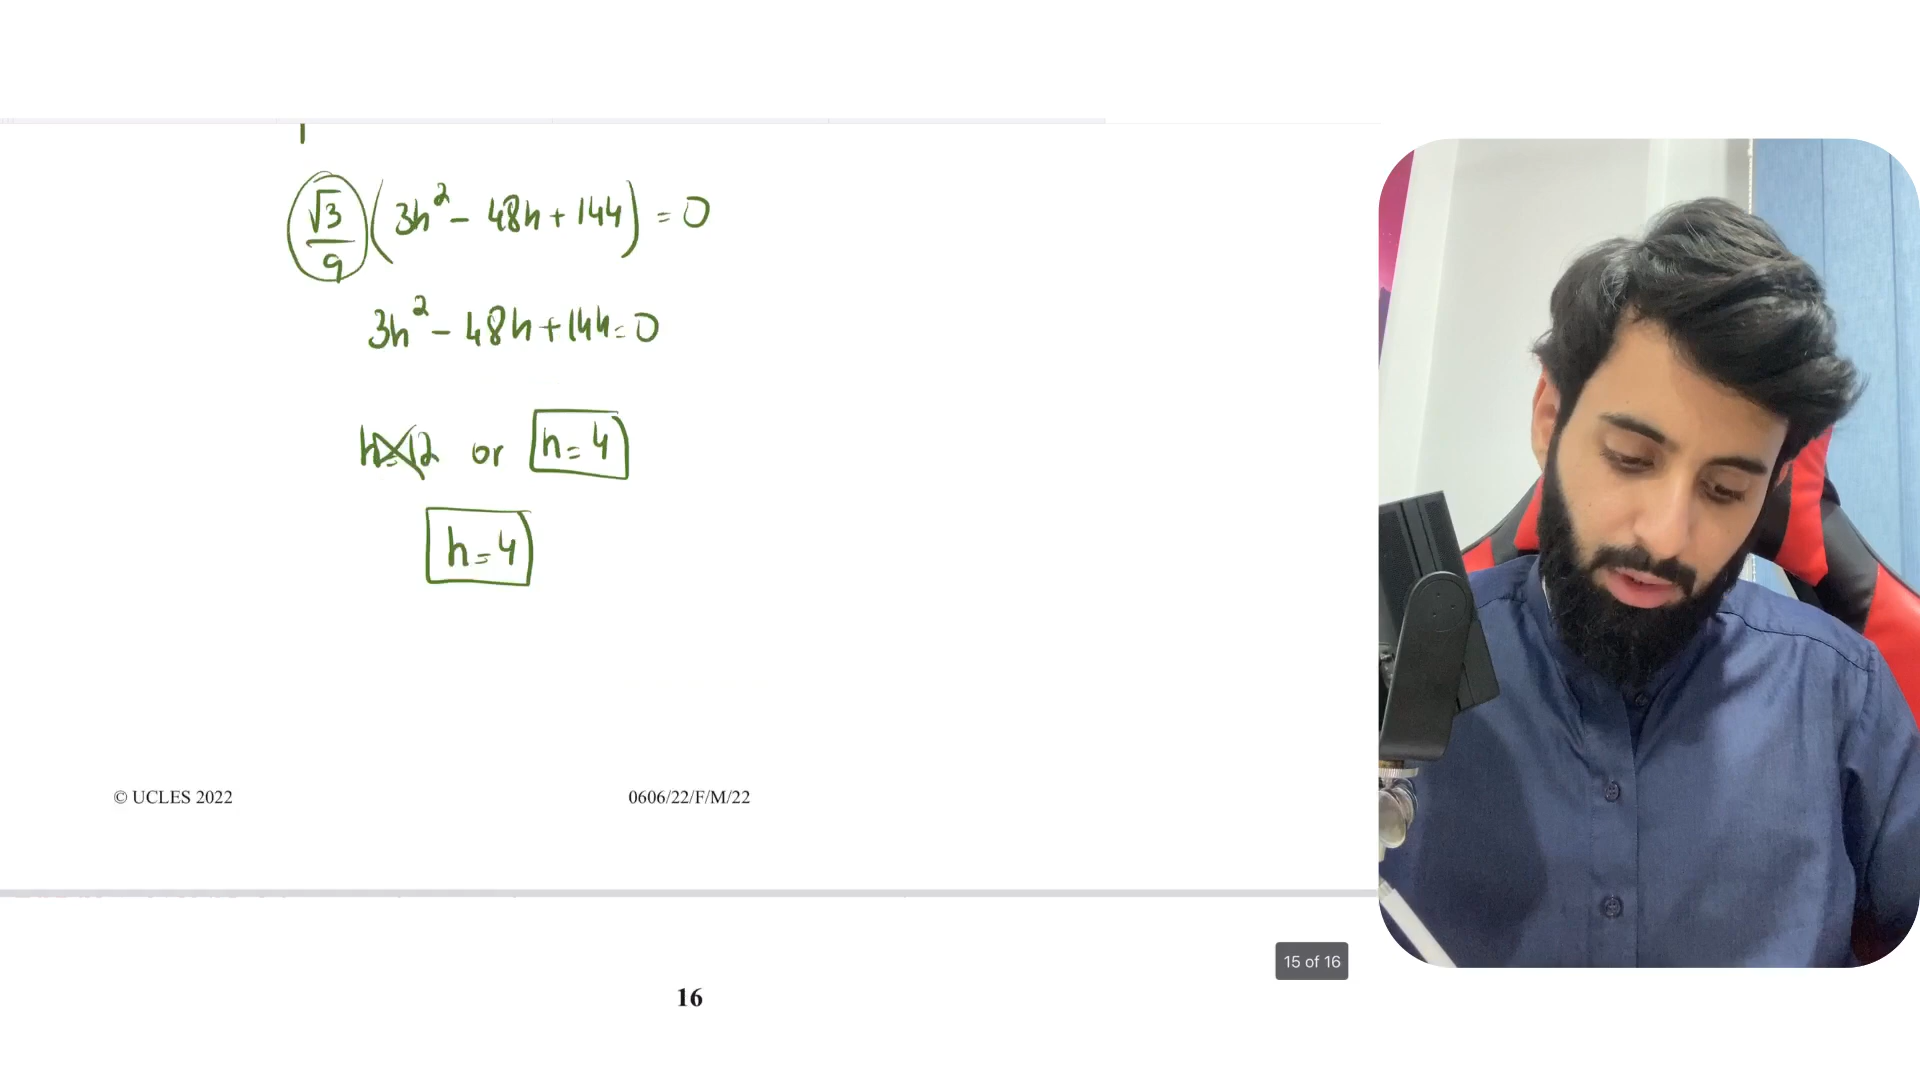 √3/9 (3h² - 48h + 144) = 0
3h² - 48h + 144 = 0
h = 12 or h = 4
h = 4
© UCLES 2022
0606/22/F/M/22
15 of 16
16